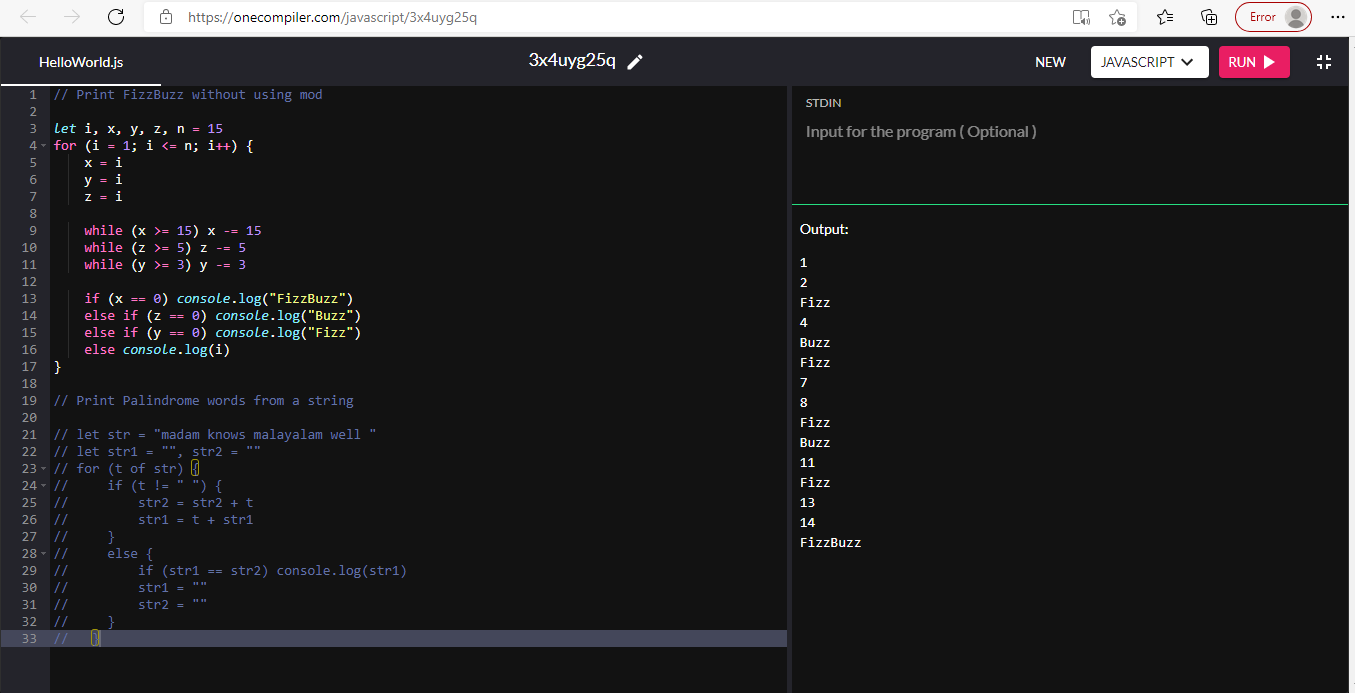 https://onecompiler.com/javascript/3x4uyg25q
Error
HelloWorld.js
3x4uyg25q
NEW
JAVASCRIPT
RUN
1 // Print FizzBuzz without using mod
2
3 let i, x, y, z, n = 15
4 for (i = 1; i <= n; i++) {
5     x = i
6     y = i
7     z = i
8
9     while (x >= 15) x -= 15
10     while (z >= 5) z -= 5
11     while (y >= 3) y -= 3
12
13     if (x == 0) console.log("FizzBuzz")
14     else if (z == 0) console.log("Buzz")
15     else if (y == 0) console.log("Fizz")
16     else console.log(i)
17 }
18
19 // Print Palindrome words from a string
20
21 // let str = "madam knows malayalam well "
22 // let str1 = "", str2 = ""
23 // for (t of str) {
24 //     if (t != " ") {
25 //         str2 = str2 + t
26 //         str1 = t + str1
27 //     }
28 //     else {
29 //         if (str1 == str2) console.log(str1)
30 //         str1 = ""
31 //         str2 = ""
32 //     }
33 //   }
STDIN
Input for the program ( Optional )
Output:
1
2
Fizz
4
Buzz
Fizz
7
8
Fizz
Buzz
11
Fizz
13
14
FizzBuzz